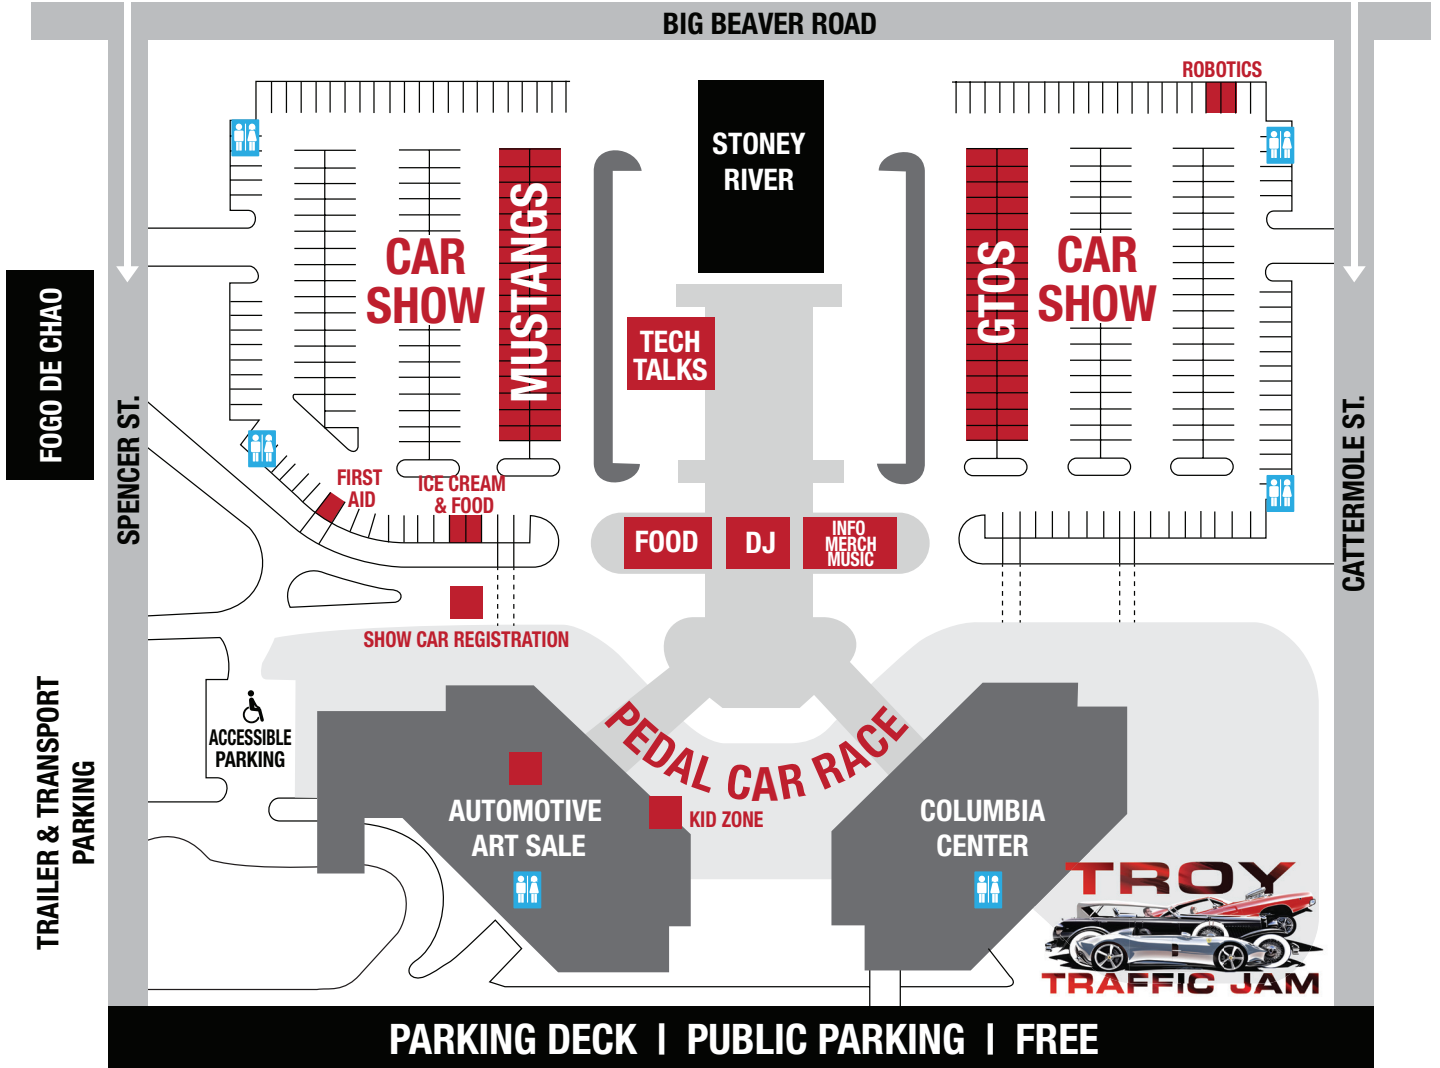 BIG BEAVER ROAD
ROBOTICS
STONEY
RIVER
MUSTANGS
GTOS
CAR
SHOW
CAR
SHOW
FOGO DE CHAO
SPENCER ST.
CATTERMOLE ST.
TECH
TALKS
FIRST
AID
ICE CREAM
& FOOD
FOOD
DJ
INFO
MERCH
MUSIC
SHOW CAR REGISTRATION
ACCESSIBLE
PARKING
TRAILER & TRANSPORT
PARKING
PEDAL CAR RACE
AUTOMOTIVE
ART SALE
KID ZONE
COLUMBIA
CENTER
TROY
TRAFFIC JAM
PARKING DECK | PUBLIC PARKING | FREE